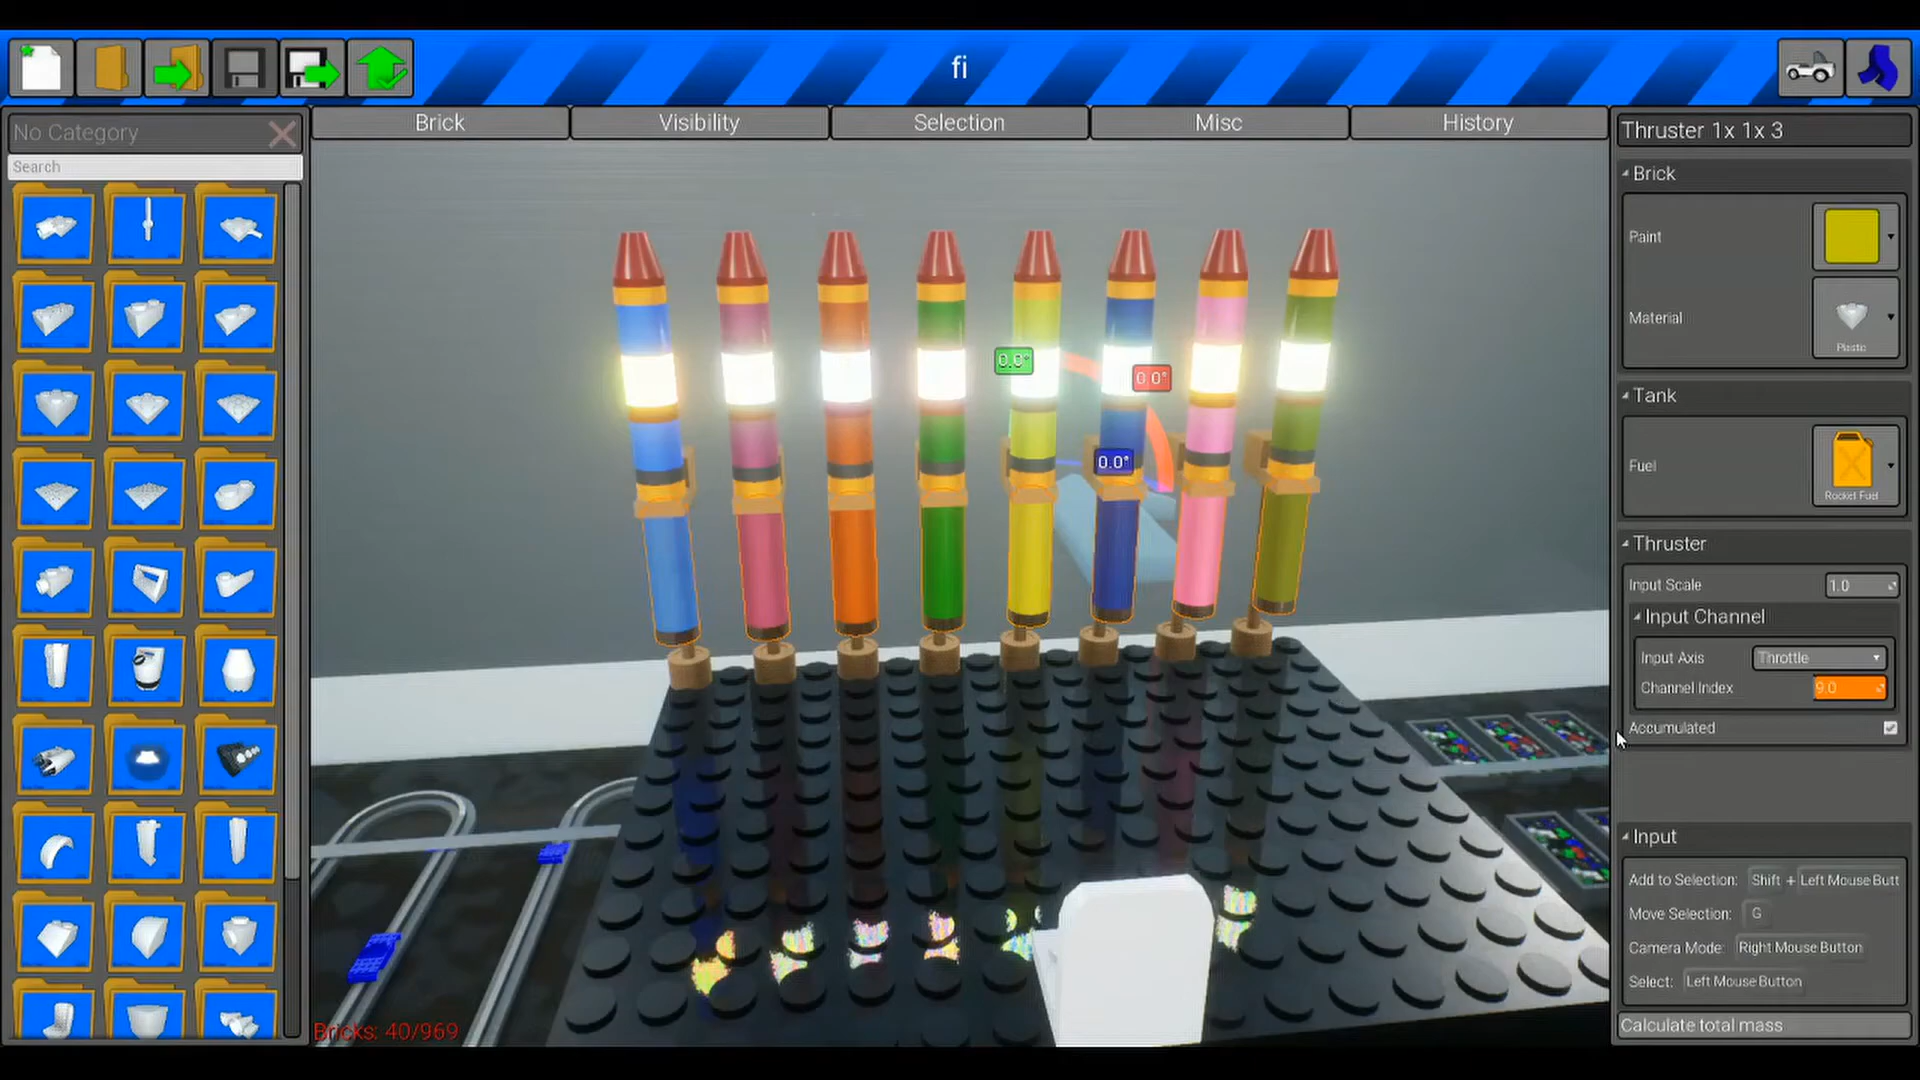 fi
No Category
Search
Brick
Visibility
Selection
Misc
History
0.0°
0.0°
0.0°
Bricks: 40/969
Thruster 1x 1x 3
Brick
Paint
Material
Plastic
Tank
Fuel
Rocket Fuel
Thruster
Input Scale
1.0
Input Channel
Input Axis
Throttle
Channel Index
9.0
Accumulated
Input
Add to Selection: Shift + Left Mouse Butt
Move Selection: G
Camera Mode: Right Mouse Button
Select: Left Mouse Button
Calculate total mass